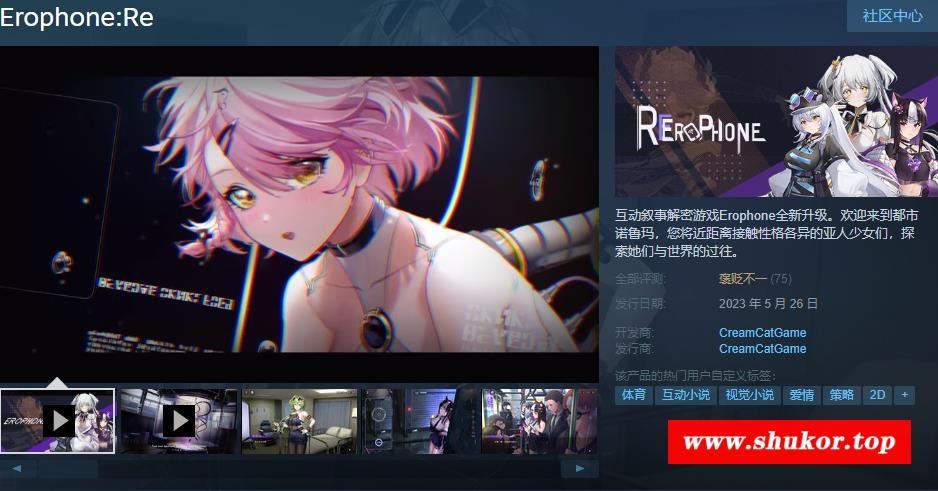 Erophone:Re
社区中心
REROPHONE
互动叙事解密游戏Erophone全新升级。欢迎来到都市
诺鲁玛，您将近距离接触性格各异的亚人少女们，探
索她们与世界的过往。
全部评测:
褒贬不一 (75)
发行日期:
2023 年 5 月 26 日
开发商:
CreamCatGame
发行商:
CreamCatGame
该产品的热门用户自定义标签：
体育 互动小说 视觉小说 爱情 策略 2D +
www.shukor.top